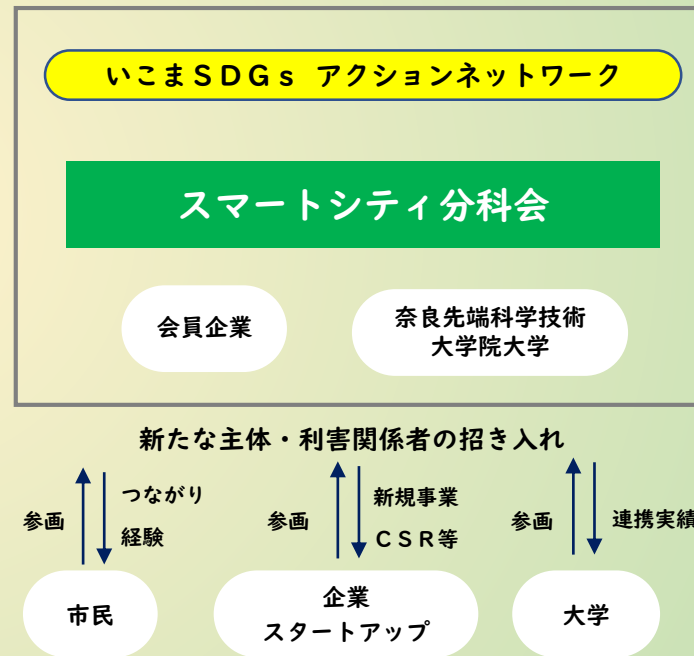 いこまSDGs アクションネットワーク
スマートシティ分科会
会員企業
奈良先端科学技術
大学院大学
新たな主体・利害関係者の招き入れ
参画
つながり
経験
参画
新規事業
CSR等
参画
連携実績
市民
企業
スタートアップ
大学